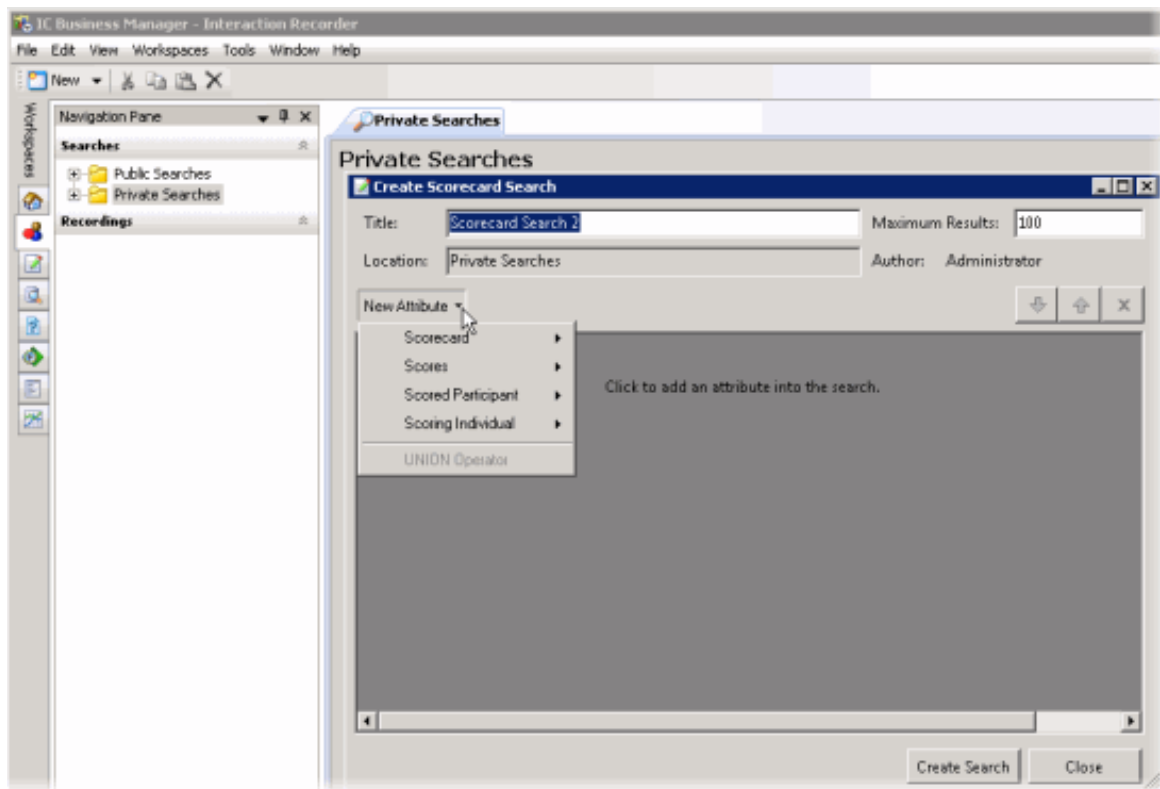 IC Business Manager - Interaction Recorder
File Edit View Workspaces Tools Window Help
New
Workspaces
Navigation Pane
Searches
Public Searches
Private Searches
Recordings
Private Searches
Private Searches
Create Scorecard Search
Title: Scorecard Search 2 Maximum Results: 100
Location: Private Searches Author: Administrator
New Attribute
Scorecard
Scores
Scored Participant
Scoring Individual
UNION Operator
Click to add an attribute into the search.
Create Search Close